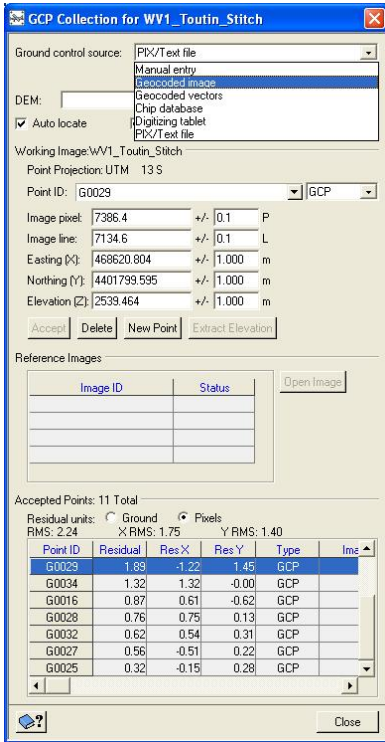 GCP Collection for WV1_Toutin_Stitch
Ground control source: PIX/Text file
Manual entry
Geocoded image
Geocoded vectors
Chip database
Digitizing tablet
PIX/Text file
DEM:
Auto locate
Working Image:WV1_Toutin_Stitch
Point Projection: UTM 13 S
Point ID: G0029 GCP
Image pixel: 7386.4 +/- 0.1 P
Image line: 7134.6 +/- 0.1 L
Easting (X): 468620.804 +/- 1.000 m
Northing (Y): 4401799.595 +/- 1.000 m
Elevation (Z): 2539.464 +/- 1.000 m
Accept Delete New Point Extract Elevation
Reference Images
Image ID Status Open Image
Accepted Points: 11 Total
Residual units: Ground Pixels
RMS: 2.24 X RMS: 1.75 Y RMS: 1.40
Point ID Residual Res X Res Y Type Ima
G0029 1.89 -1.22 1.45 GCP
G0034 1.32 1.32 -0.00 GCP
G0016 0.87 0.61 -0.62 GCP
G0028 0.76 0.75 0.13 GCP
G0032 0.62 0.54 0.31 GCP
G0027 0.56 -0.51 0.22 GCP
G0025 0.32 -0.15 0.28 GCP
? Close